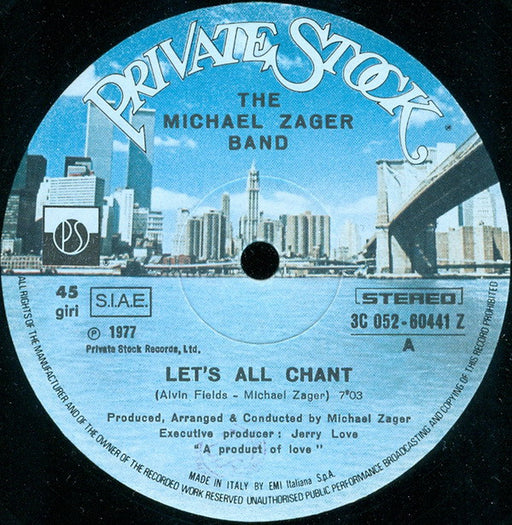 PRIVATE STOCK
THE
MICHAEL ZAGER
BAND
PS
45
giri
S.I.A.E.
℗ 1977
Private Stock Records, Ltd.
STEREO
3C 052-60441 Z
A
LET'S ALL CHANT
(Alvin Fields - Michael Zager) 7"03
Produced, Arranged & Conducted by Michael Zager
Executive producer: Jerry Love
"A product of love"
MADE IN ITALY BY EMI Italiana S.p.A.
ALL RIGHTS OF THE MANUFACTURER AND OF THE OWNER OF THE RECORDED WORK RESERVED UNAUTHORISED PUBLIC PERFORMANCE BROADCASTING AND COPYING OF THIS RECORD PROHIBITED